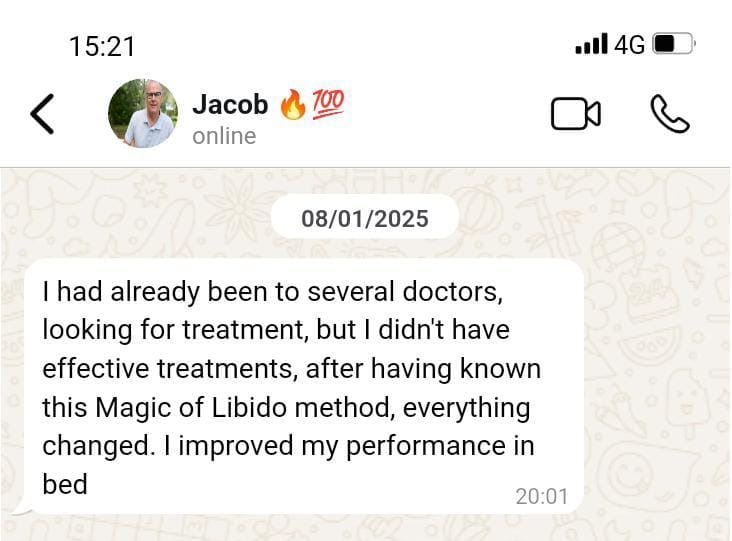 15:21
4G
Jacob 🔥 💯
online
08/01/2025
I had already been to several doctors,
looking for treatment, but I didn't have
effective treatments, after having known
this Magic of Libido method, everything
changed. I improved my performance in
bed
20:01